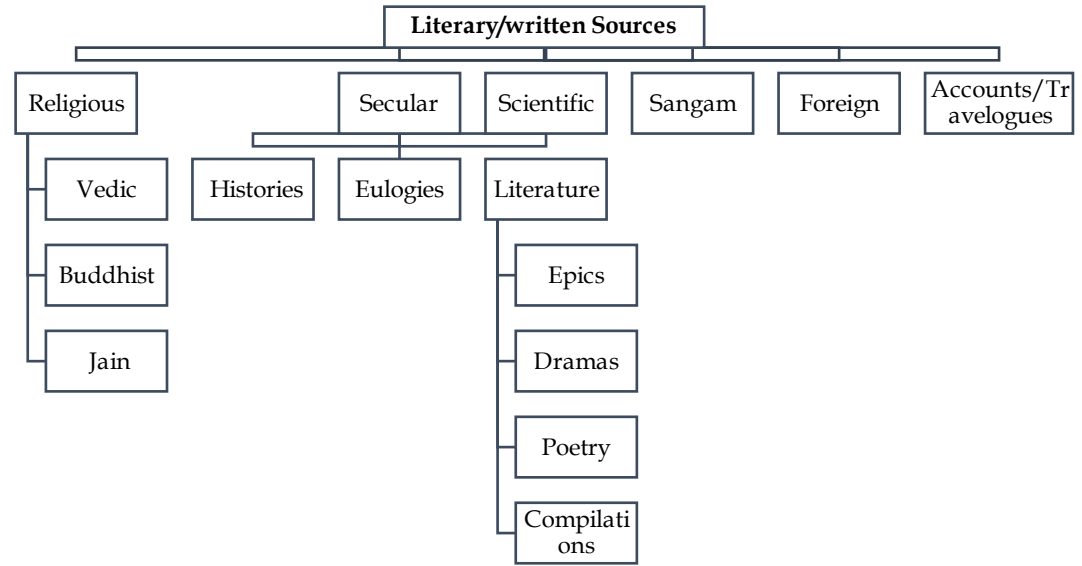 Literary/written Sources
Religious
Secular
Scientific
Sangam
Foreign
Accounts/Tr
avelogues
Vedic
Histories
Eulogies
Literature
Buddhist
Epics
Jain
Dramas
Poetry
Compilati
ons